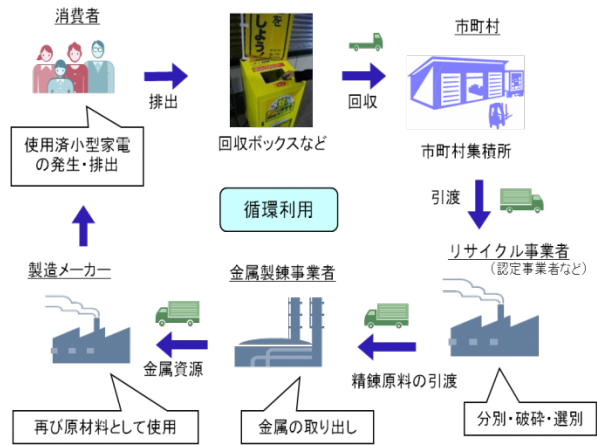 消費者
市町村
しよう
排出
回収
使用済小型家電
の発生・排出
回収ボックスなど
市町村集積所
循環利用
引渡
リサイクル事業者
（認定事業者など）
製造メーカー
金属製錬事業者
金属資源
精錬原料の引渡
再び原材料として使用
金属の取り出し
分別・破砕・選別